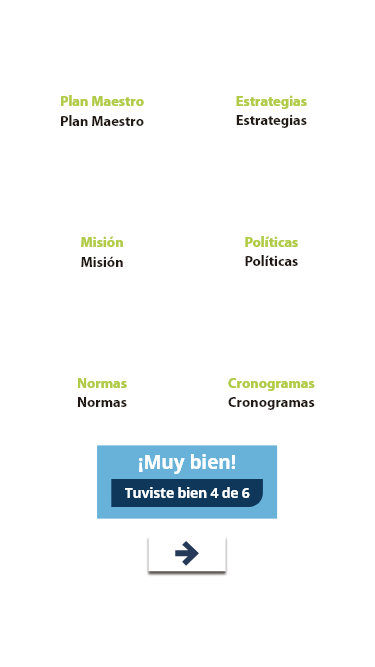 Plan Maestro
Plan Maestro
Estrategias
Estrategias
Misión
Misión
Políticas
Políticas
Normas
Normas
Cronogramas
Cronogramas
¡Muy bien!
Tuviste bien 4 de 6